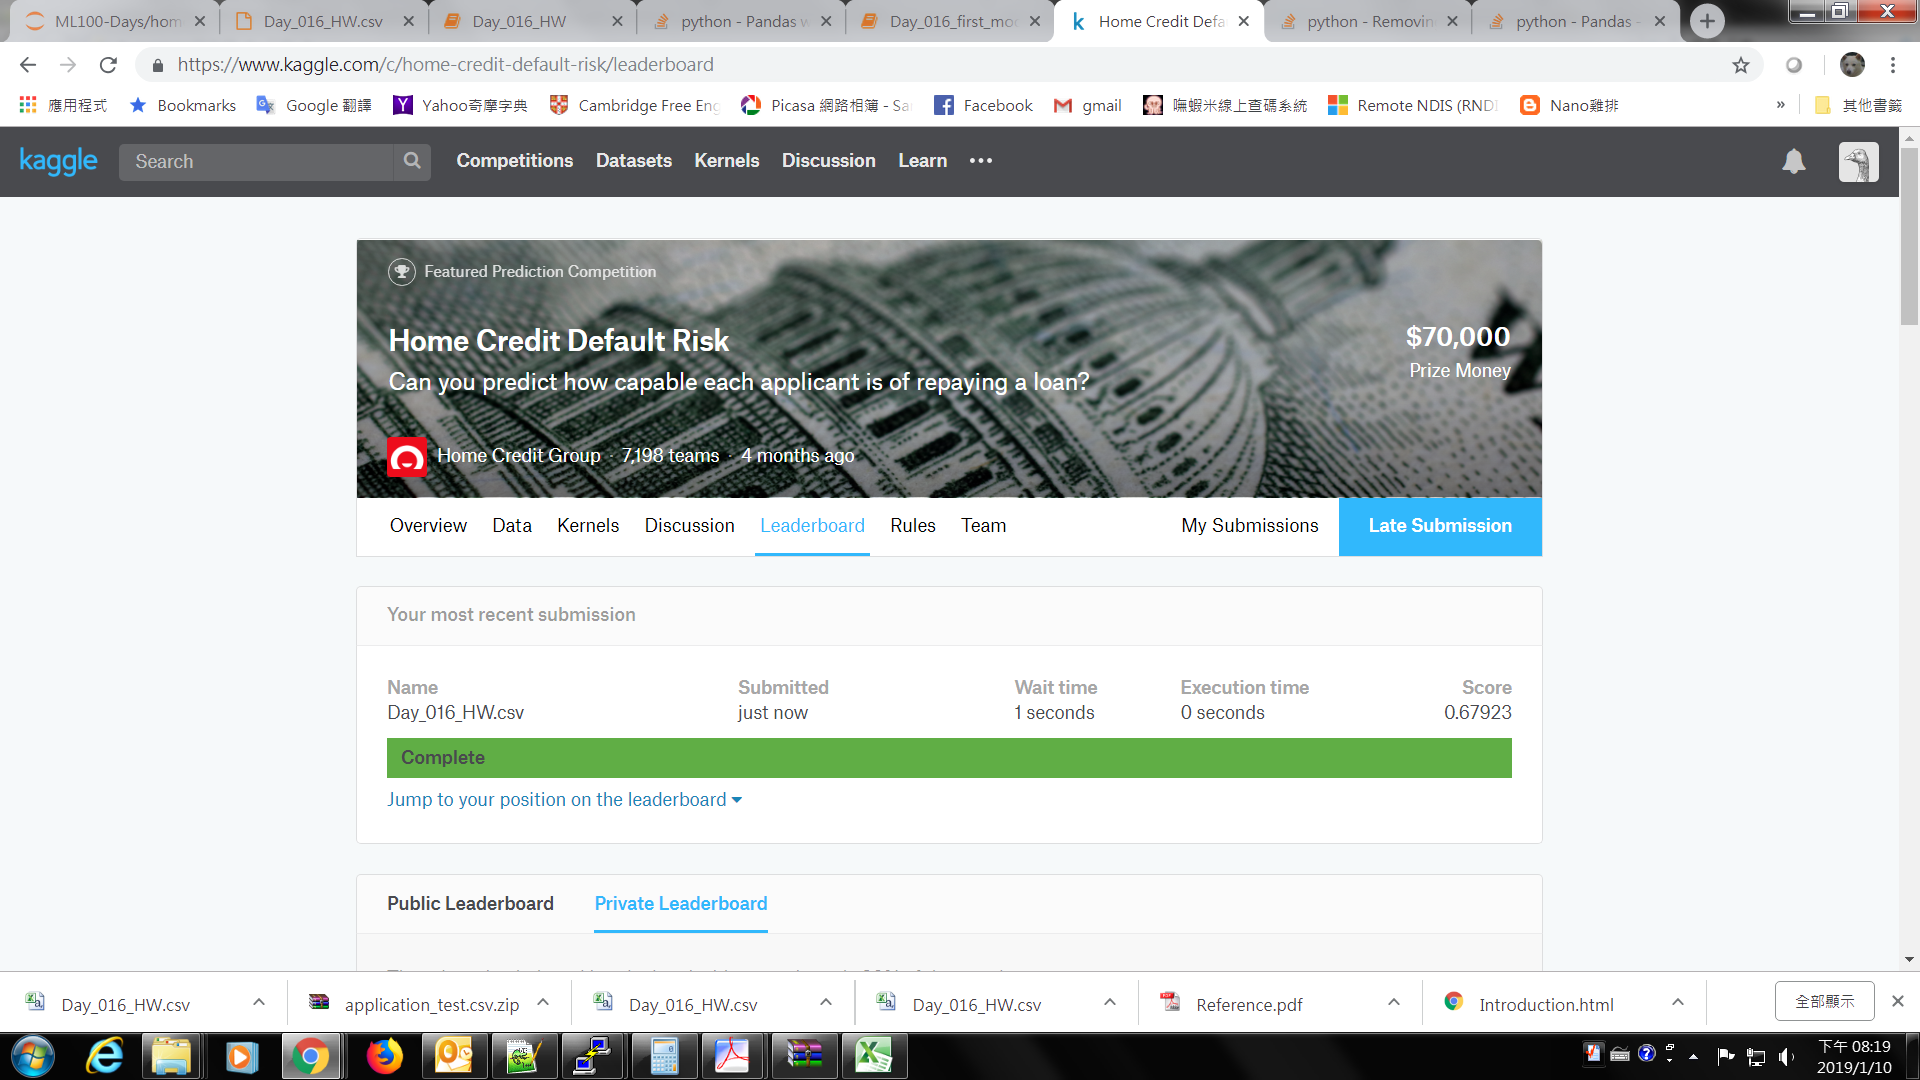 ML100-Days/hom
Day_016_HW.csv
Day_016_HW
python - Pandas w
Day_016_first_mo
Home Credit Defa
python - Removin
python - Pandas -
https://www.kaggle.com/c/home-credit-default-risk/leaderboard
應用程式
Bookmarks
Google 翻譯
Yahoo奇摩字典
Cambridge Free Eng
Picasa 網路相簿 - Sa
Facebook
gmail
嘸蝦米線上查碼系統
Remote NDIS (RNDI
Nano雞排
»
其他書籤
kaggle
Search
Competitions
Datasets
Kernels
Discussion
Learn
•••
Featured Prediction Competition
Home Credit Default Risk
$70,000
Can you predict how capable each applicant is of repaying a loan?
Prize Money
Home Credit Group · 7,198 teams · 4 months ago
Overview
Data
Kernels
Discussion
Leaderboard
Rules
Team
My Submissions
Late Submission
Your most recent submission
Name
Submitted
Wait time
Execution time
Score
Day_016_HW.csv
just now
1 seconds
0 seconds
0.67923
Complete
Jump to your position on the leaderboard
Public Leaderboard
Private Leaderboard
Day_016_HW.csv
application_test.csv.zip
Day_016_HW.csv
Day_016_HW.csv
Reference.pdf
Introduction.html
全部顯示
下午 08:19
2019/1/10